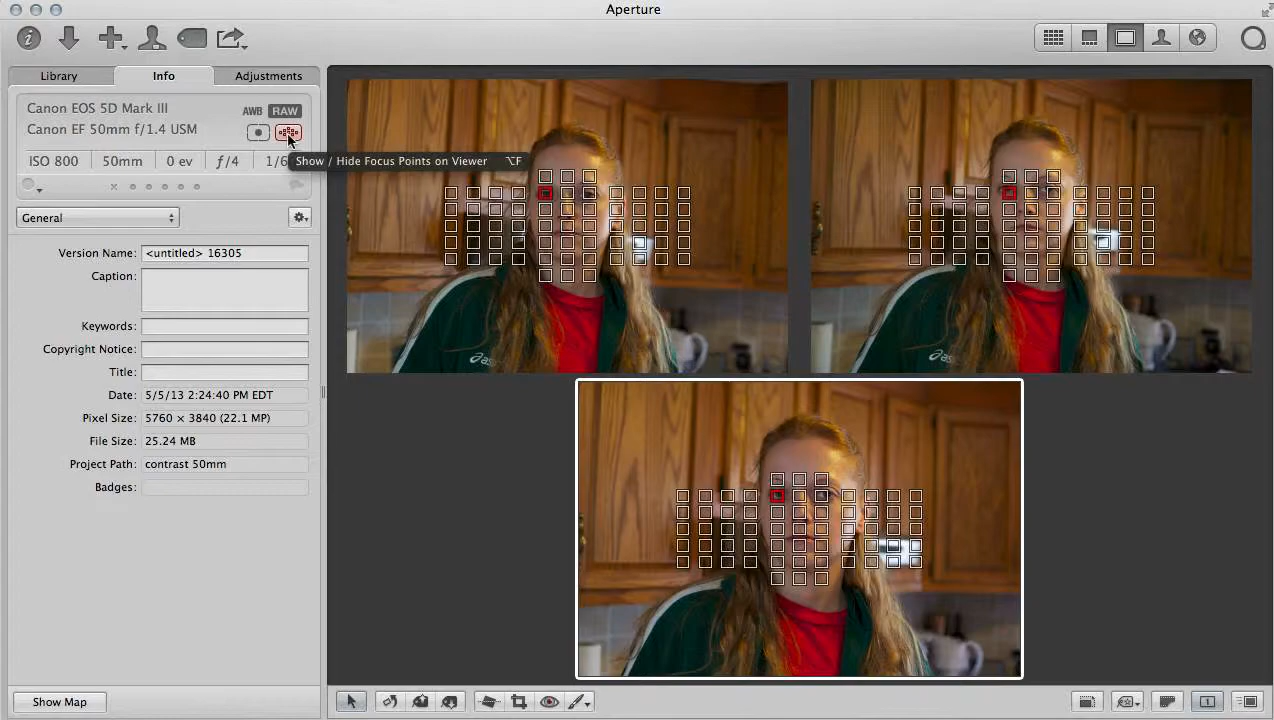 Aperture
Library
Info
Adjustments
Canon EOS 5D Mark III
AWB
RAW
Canon EF 50mm f/1.4 USM
ISO 800
50mm
0 ev
ƒ/4
Show / Hide Focus Points on Viewer ⌥F
General
Version Name: <untitled> 16305
Caption:
Keywords:
Copyright Notice:
Title:
Date: 5/5/13 2:24:40 PM EDT
Pixel Size: 5760 × 3840 (22.1 MP)
File Size: 25.24 MB
Project Path: contrast 50mm
Badges:
asics
asics
Show Map
1